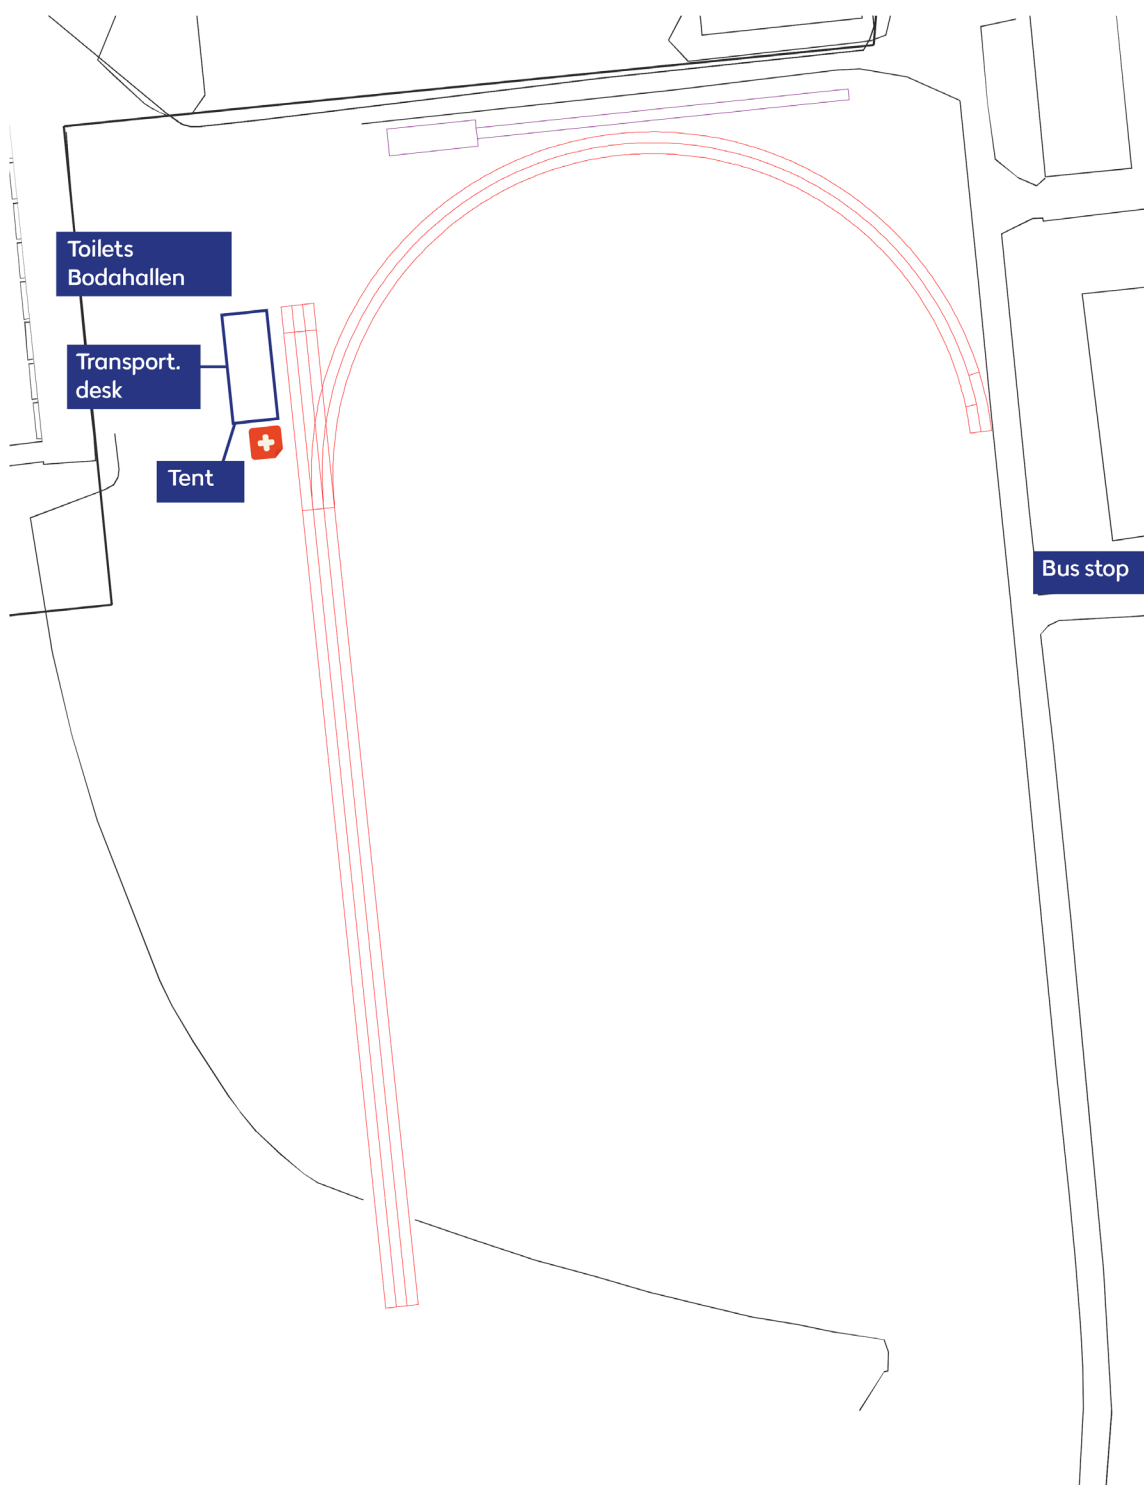 Toilets
Bodahallen
Transport.
desk
Tent
Bus stop